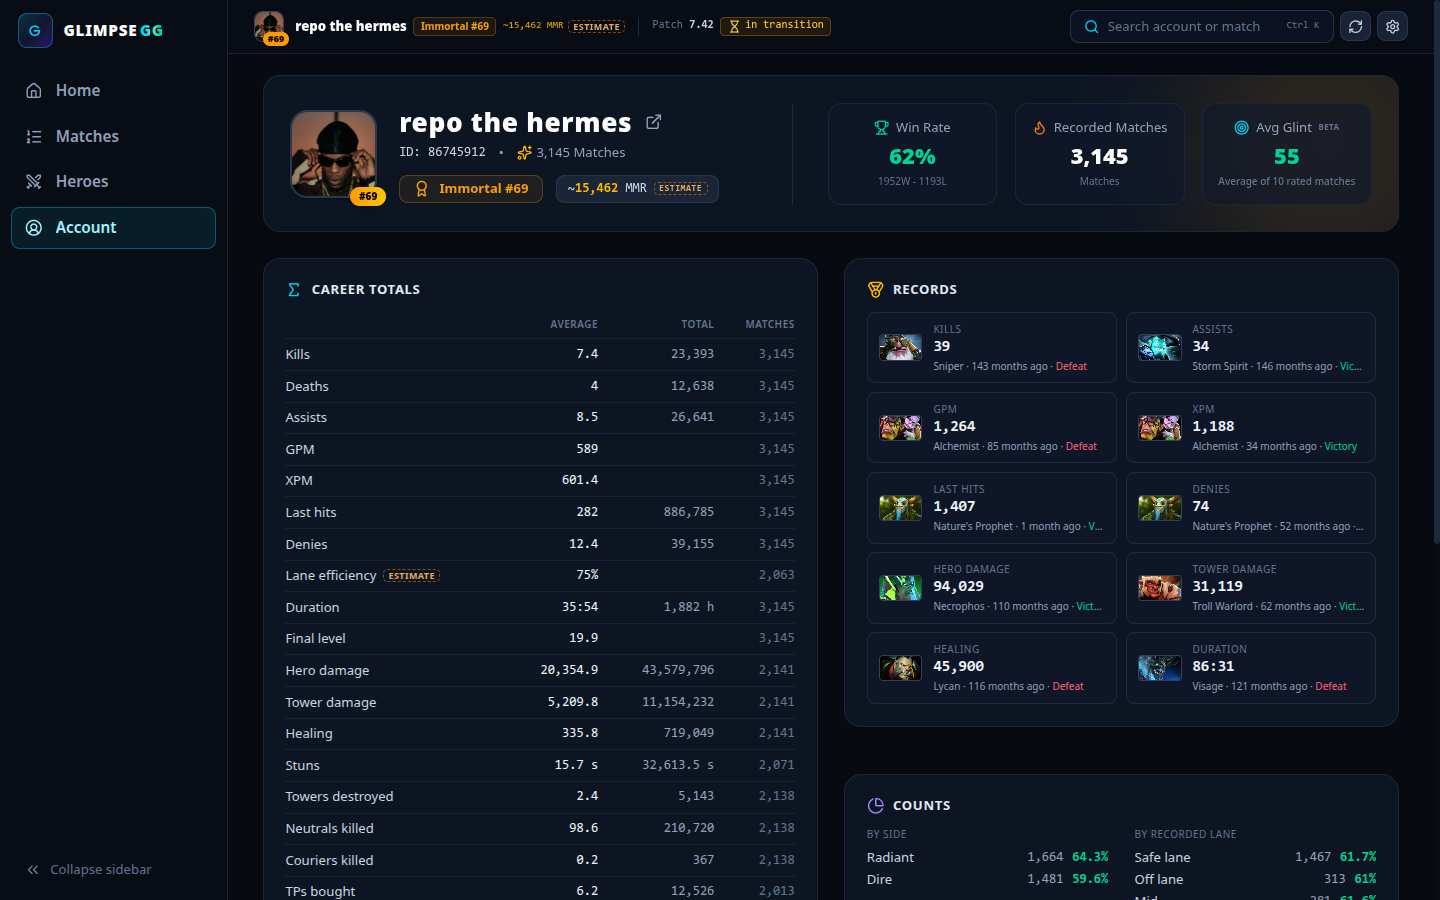 G GLIMPSE GG
Home
Matches
Heroes
Account
Collapse sidebar
#69
repo the hermes Immortal #69 ~15,462 MMR ESTIMATE Patch 7.42 in transition
Search account or match Ctrl K
#69
repo the hermes
ID: 86745912 • 3,145 Matches
Immortal #69 ~15,462 MMR ESTIMATE
Win Rate
62%
1952W - 1193L
Recorded Matches
3,145
Matches
Avg Glint BETA
55
Average of 10 rated matches
CAREER TOTALS
AVERAGE TOTAL MATCHES
Kills 7.4 23,393 3,145
Deaths 4 12,638 3,145
Assists 8.5 26,641 3,145
GPM 589 3,145
XPM 601.4 3,145
Last hits 282 886,785 3,145
Denies 12.4 39,155 3,145
Lane efficiency ESTIMATE 75% 2,063
Duration 35:54 1,882 h 3,145
Final level 19.9 3,145
Hero damage 20,354.9 43,579,796 2,141
Tower damage 5,209.8 11,154,232 2,141
Healing 335.8 719,049 2,141
Stuns 15.7 s 32,613.5 s 2,071
Towers destroyed 2.4 5,143 2,138
Neutrals killed 98.6 210,720 2,138
Couriers killed 0.2 367 2,138
TPs bought 6.2 12,526 2,013
RECORDS
KILLS
39
Sniper · 143 months ago · Defeat
ASSISTS
34
Storm Spirit · 146 months ago · Vic...
GPM
1,264
Alchemist · 85 months ago · Defeat
XPM
1,188
Alchemist · 34 months ago · Victory
LAST HITS
1,407
Nature's Prophet · 1 month ago · V...
DENIES
74
Nature's Prophet · 52 months ago ·...
HERO DAMAGE
94,029
Necrophos · 110 months ago · Vict...
TOWER DAMAGE
31,119
Troll Warlord · 62 months ago · Vict...
HEALING
45,900
Lycan · 116 months ago · Defeat
DURATION
86:31
Visage · 121 months ago · Defeat
COUNTS
BY SIDE
Radiant 1,664 64.3%
Dire 1,481 59.6%
BY RECORDED LANE
Safe lane 1,467 61.7%
Off lane 313 61%
Mid 281 61.6%